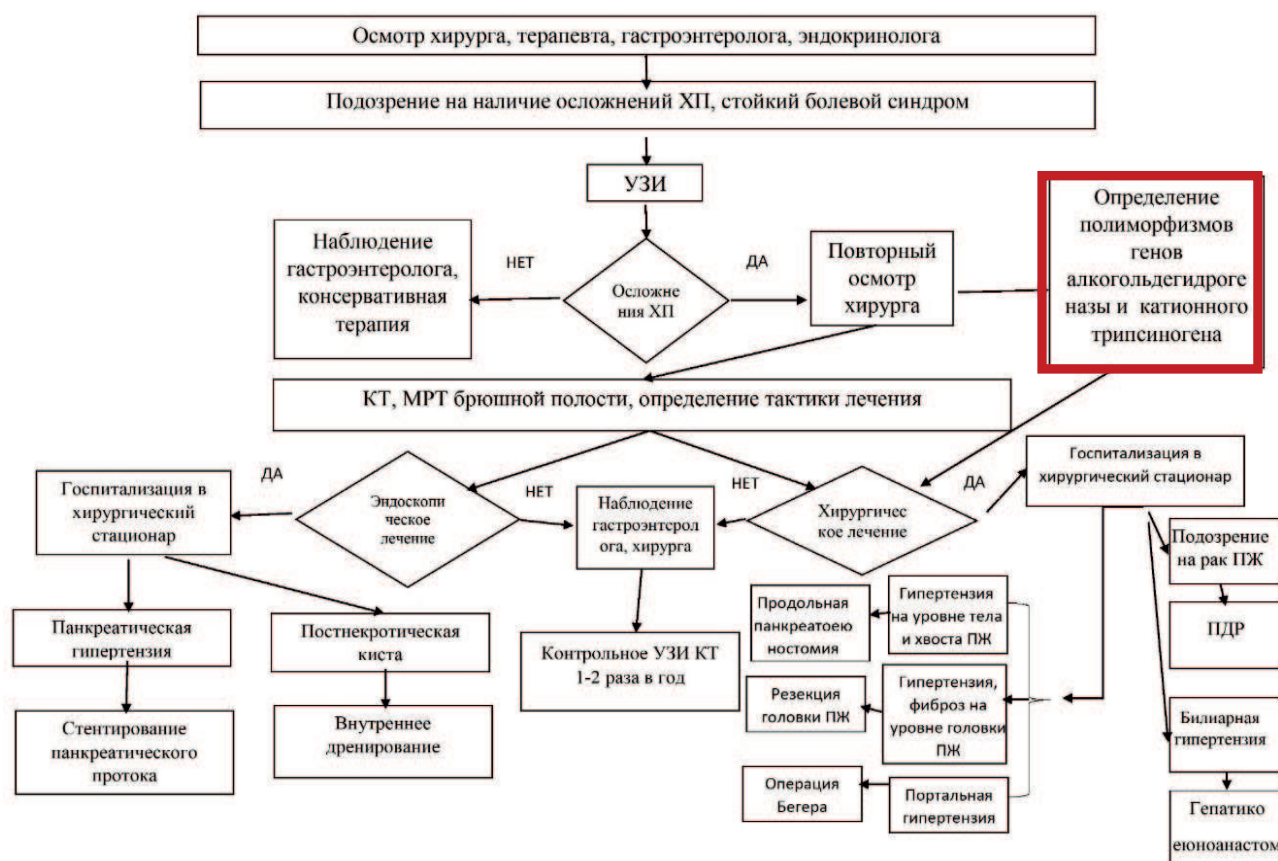 Осмотр хирурга, терапевта, гастроэнтеролога, эндокринолога
Подозрение на наличие осложнений ХП, стойкий болевой синдром
УЗИ
Наблюдение
гастроэнтеролога,
консервативная
терапия
НЕТ
Осложне
ния ХП
ДА
Повторный
осмотр
хирурга
Определение
полиморфизмов
генов
алкогольдегидроге
назы и катионного
трипсиногена
КТ, МРТ брюшной полости, определение тактики лечения
Госпитализация в
хирургический
стационар
ДА
Эндоскопи
ческое
лечение
НЕТ
Наблюдение
гастроэнтерол
ога, хирурга
НЕТ
Хирургичес
кое лечение
ДА
Госпитализация в
хирургический стационар
Панкреатическая
гипертензия
Стентирование
панкреатического
протока
Постнекротическая
киста
Внутреннее
дренирование
Контрольное УЗИ КТ
1-2 раза в год
Продольная
панкреатоею
ностомия
Гипертензия
на уровне тела
и хвоста ПЖ
Резекция
головки ПЖ
Гипертензия,
фиброз на
уровне головки
ПЖ
Операция
Бегера
Портальная
гипертензия
Подозрение
на рак ПЖ
ПДР
Билиарная
гипертензия
Гепатико
еюноанастом